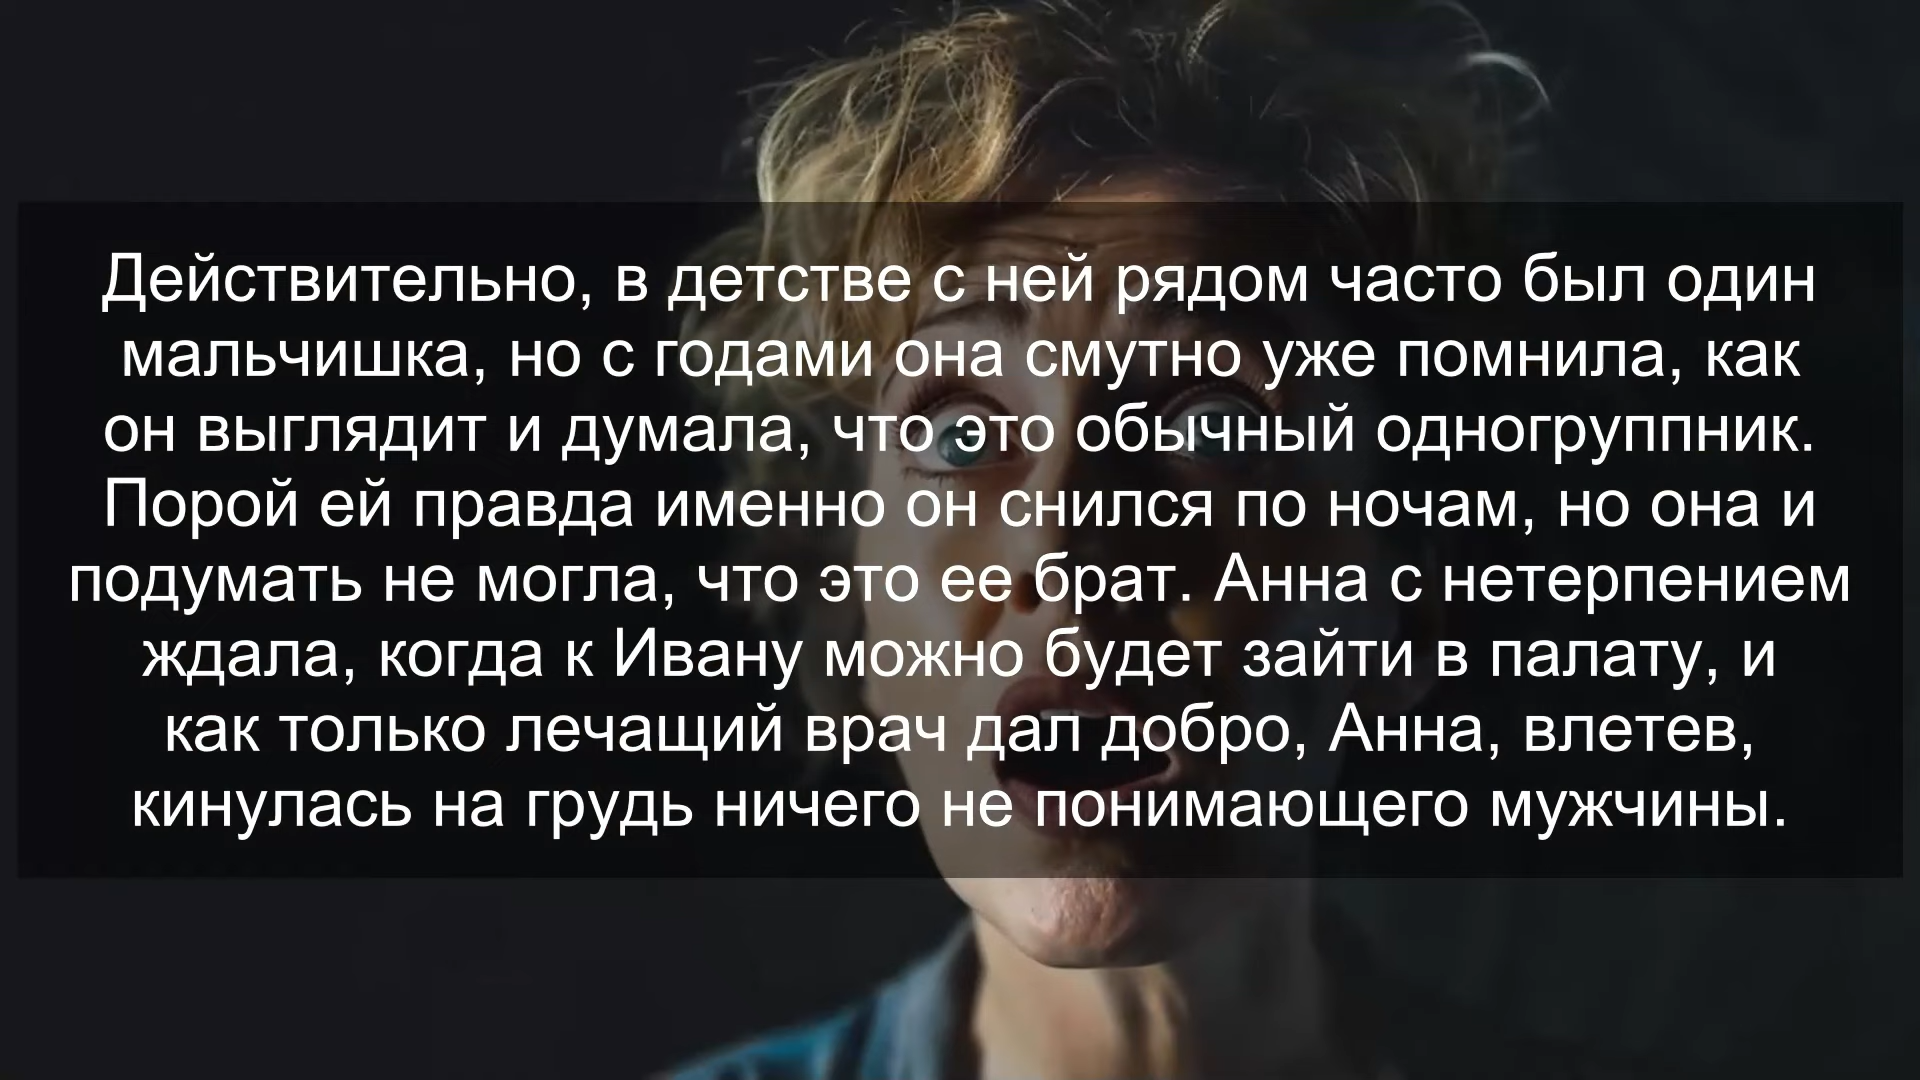 Действительно, в детстве с ней рядом часто был один
мальчишка, но с годами она смутно уже помнила, как
он выглядит и думала, что это обычный одногруппник.
Порой ей правда именно он снился по ночам, но она и
подумать не могла, что это ее брат. Анна с нетерпением
ждала, когда к Ивану можно будет зайти в палату, и
как только лечащий врач дал добро, Анна, влетев,
кинулась на грудь ничего не понимающего мужчины.